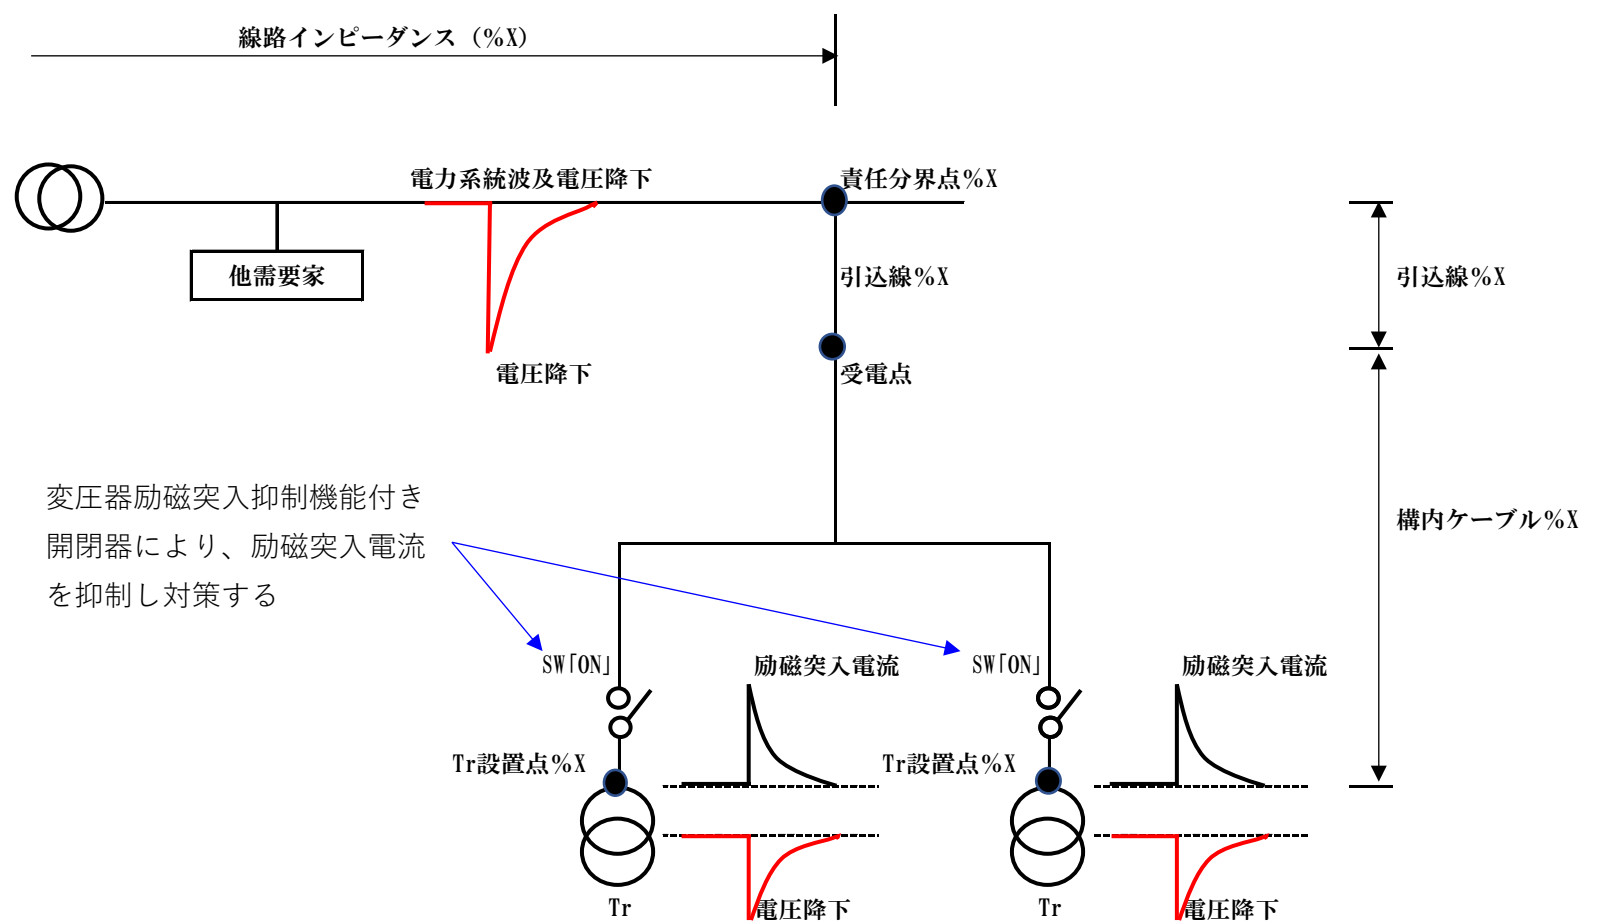 線路インピーダンス（%X）
電力系統波及電圧降下
責任分界点%X
他需要家
引込線%X
引込線%X
電圧降下
受電点
変圧器励磁突入抑制機能付き
開閉器により、励磁突入電流
を抑制し対策する
構内ケーブル%X
SW「ON」
励磁突入電流
SW「ON」
励磁突入電流
Tr設置点%X
Tr設置点%X
Tr
電圧降下
Tr
電圧降下